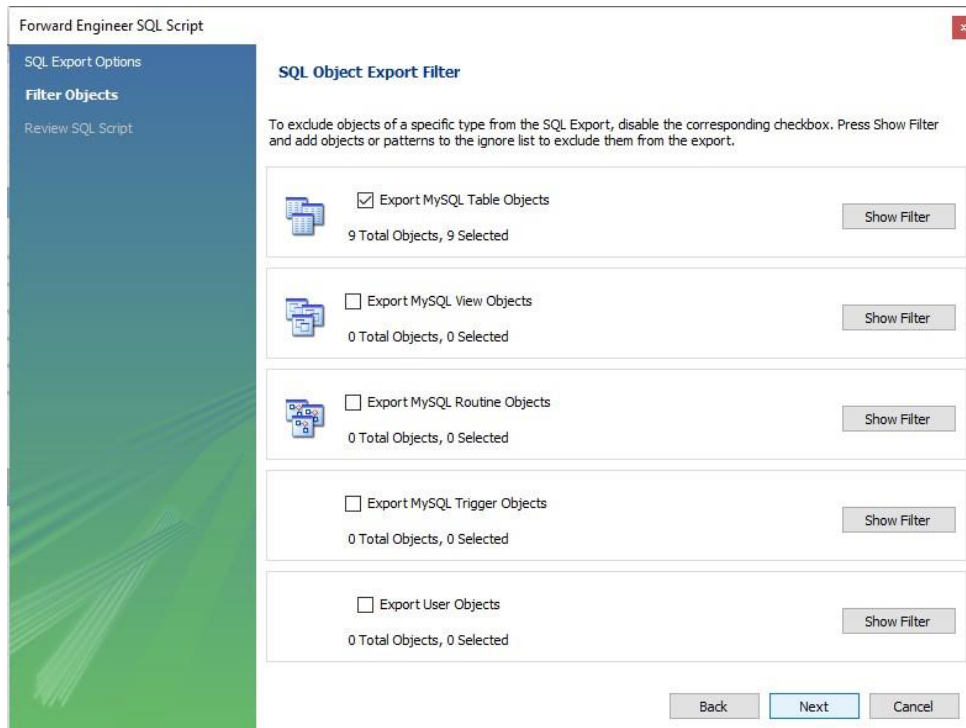 Forward Engineer SQL Script
x
SQL Export Options
Filter Objects
Review SQL Script
SQL Object Export Filter
To exclude objects of a specific type from the SQL Export, disable the corresponding checkbox. Press Show Filter
and add objects or patterns to the ignore list to exclude them from the export.
Export MySQL Table Objects
9 Total Objects, 9 Selected
Show Filter
Export MySQL View Objects
0 Total Objects, 0 Selected
Show Filter
Export MySQL Routine Objects
0 Total Objects, 0 Selected
Show Filter
Export MySQL Trigger Objects
0 Total Objects, 0 Selected
Show Filter
Export User Objects
0 Total Objects, 0 Selected
Show Filter
Back Next Cancel